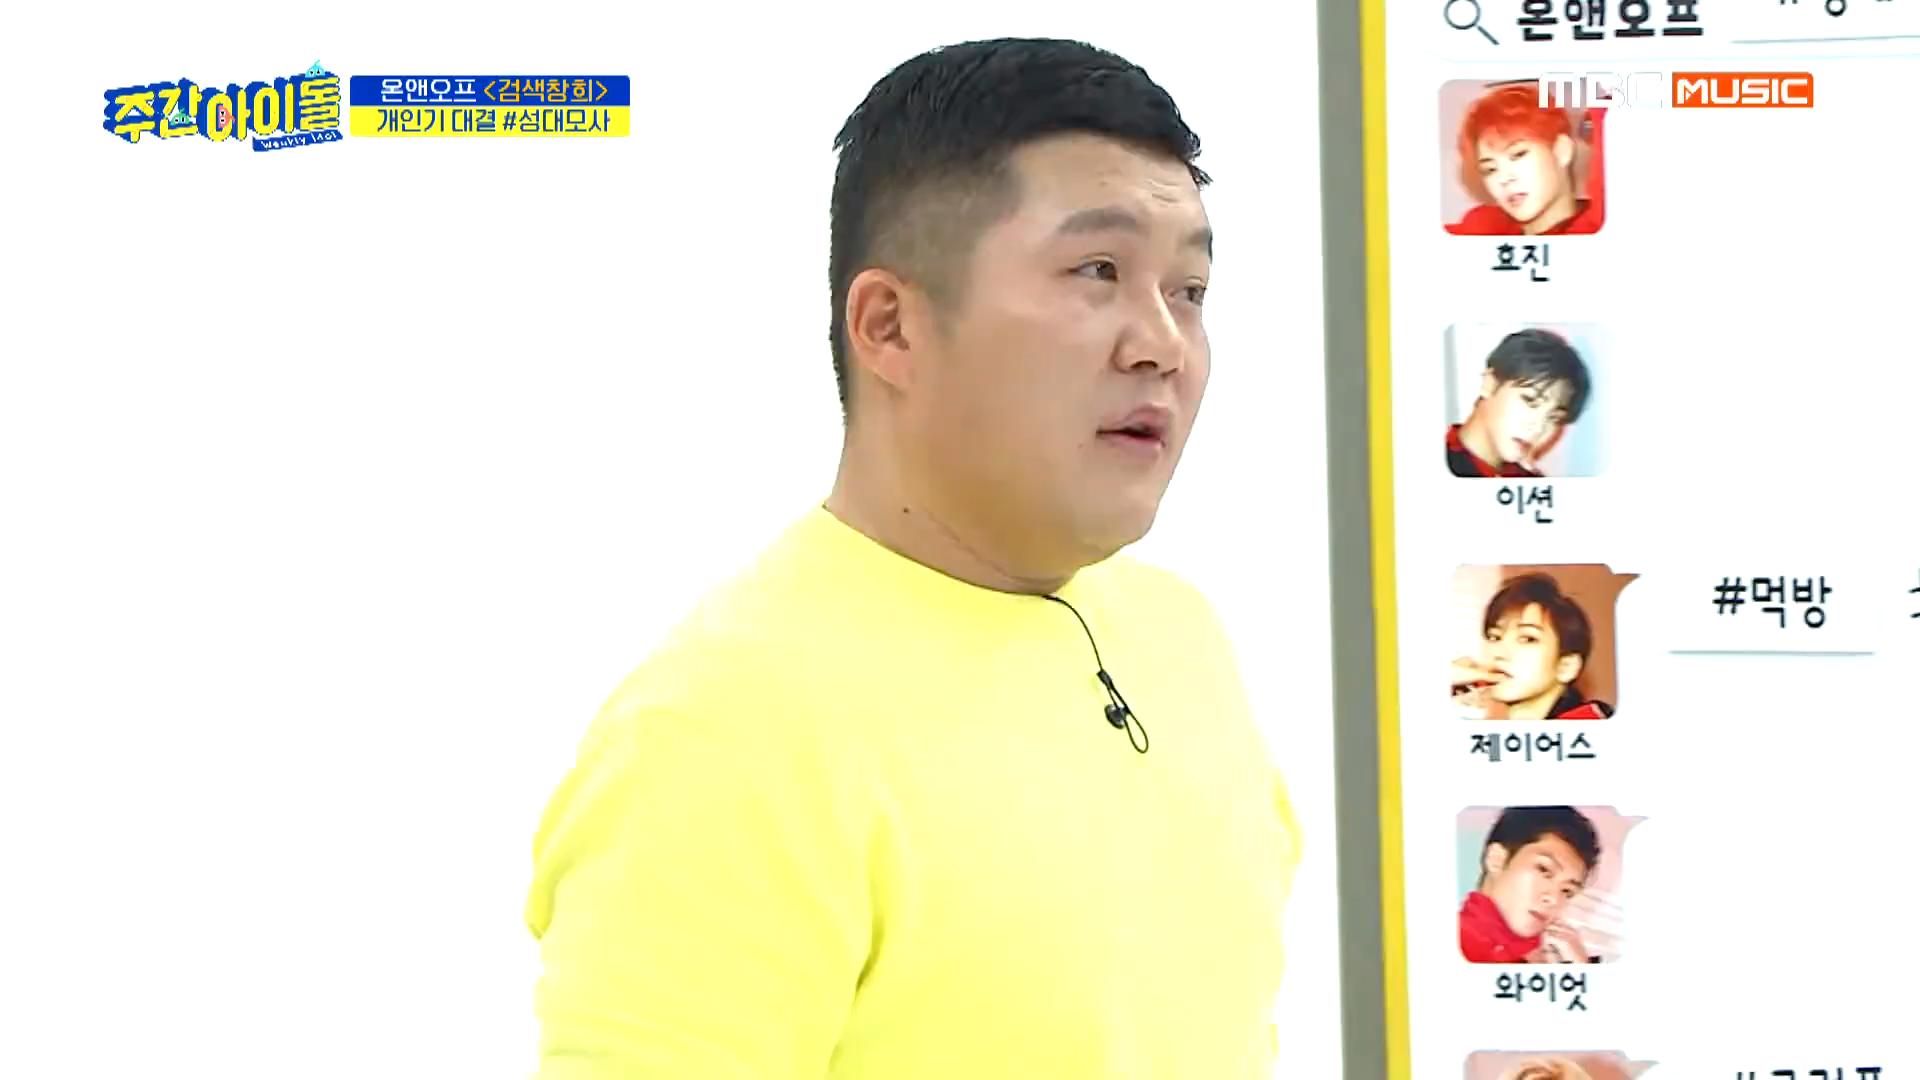 주간아이돌
Weekly Idol
온앤오프 <검색창희>
개인기 대결 #성대모사
온앤오프
MBC MUSIC
효진
이션
제이어스
#먹방
와이엇